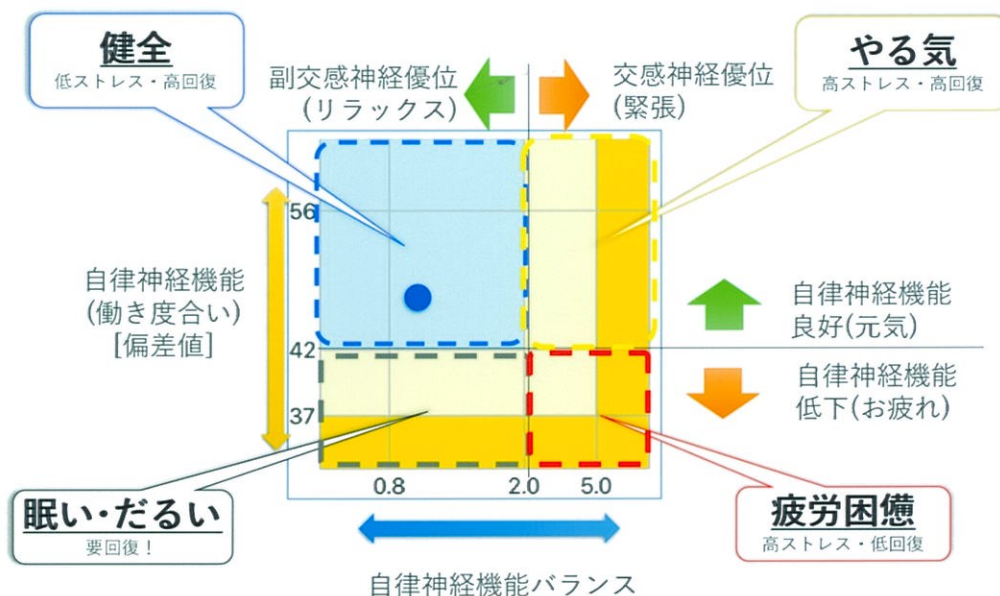 健全
低ストレス・高回復
副交感神経優位
(リラックス)
交感神経優位
(緊張)
やる気
高ストレス・高回復
56
自律神経機能
(働き度合い)
[偏差値]
自律神経機能
良好(元気)
42
自律神経機能
低下(お疲れ)
37
0.8
2.0
5.0
眠い・だるい
要回復！
疲労困憊
高ストレス・低回復
自律神経機能バランス